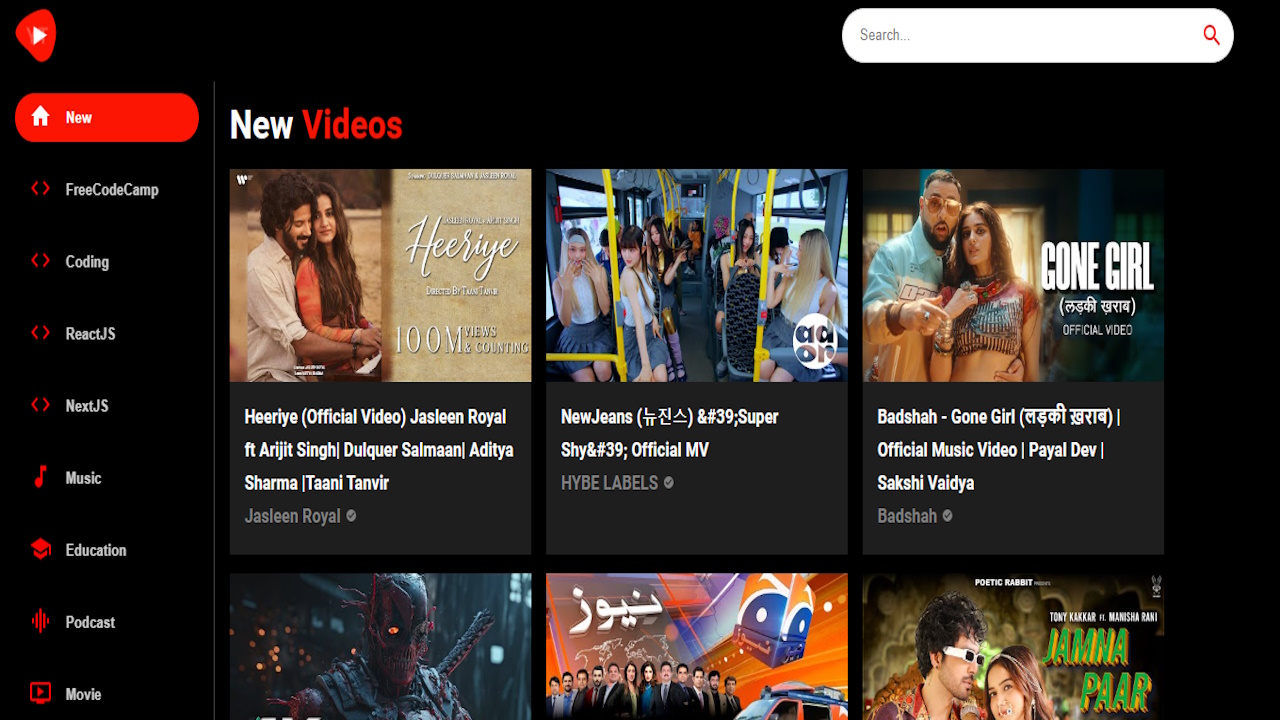 Search...
New
FreeCodeCamp
Coding
ReactJS
NextJS
Music
Education
Podcast
Movie
New Videos
STARRING DULQUER SALMAAN & JASLEEN ROYAL
JASLEEN ROYAL x ARIJIT SINGH
Heeriye
DIRECTED BY TAANI TANVIR
100M VIEWS
& COUNTING
Heeriye (Official Video) Jasleen Royal
ft Arijit Singh| Dulquer Salmaan| Aditya
Sharma |Taani Tanvir
Jasleen Royal
ador
NewJeans (뉴진스) &#39;Super
Shy&#39; Official MV
HYBE LABELS
GONE GIRL
(लड़की ख़राब)
OFFICIAL VIDEO
Badshah - Gone Girl (लड़की ख़राब) |
Official Music Video | Payal Dev |
Sakshi Vaidya
Badshah
نیوز
POETIC RABBIT PRESENTS
TONY KAKKAR FT. MANISHA RANI
JAMNA
PAAR